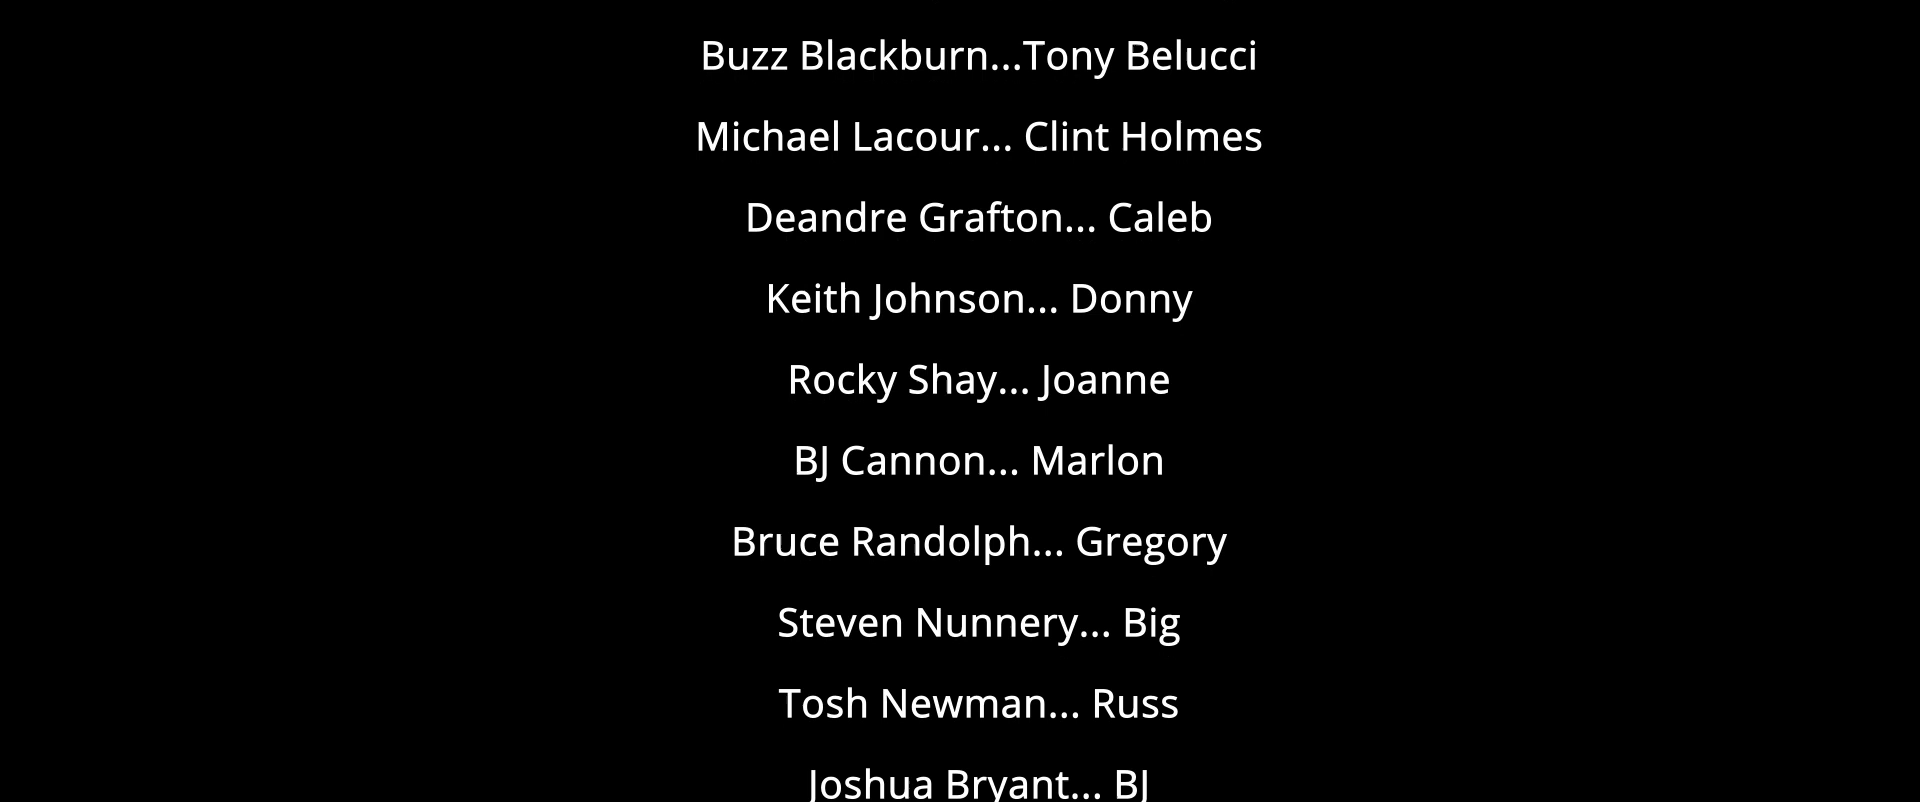 Buzz Blackburn...Tony Belucci
Michael Lacour... Clint Holmes
Deandre Grafton... Caleb
Keith Johnson... Donny
Rocky Shay... Joanne
BJ Cannon... Marlon
Bruce Randolph... Gregory
Steven Nunnery... Big
Tosh Newman... Russ
Joshua Bryant... BJ